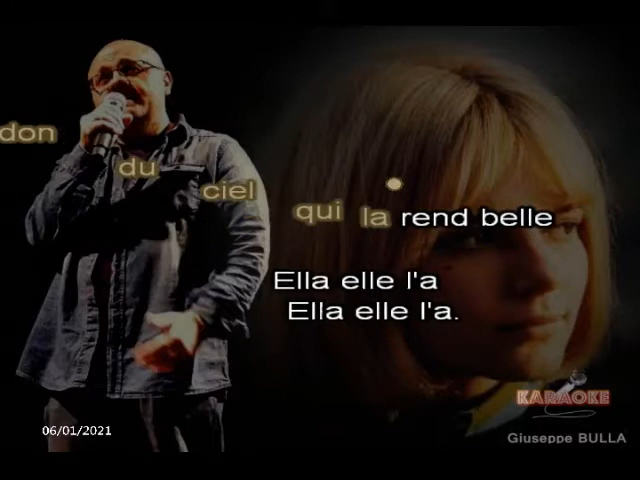 don du ciel qui la rend belle
Ella elle l'a
Ella elle l'a.
KARAOKE
Giuseppe BULLA
06/01/2021